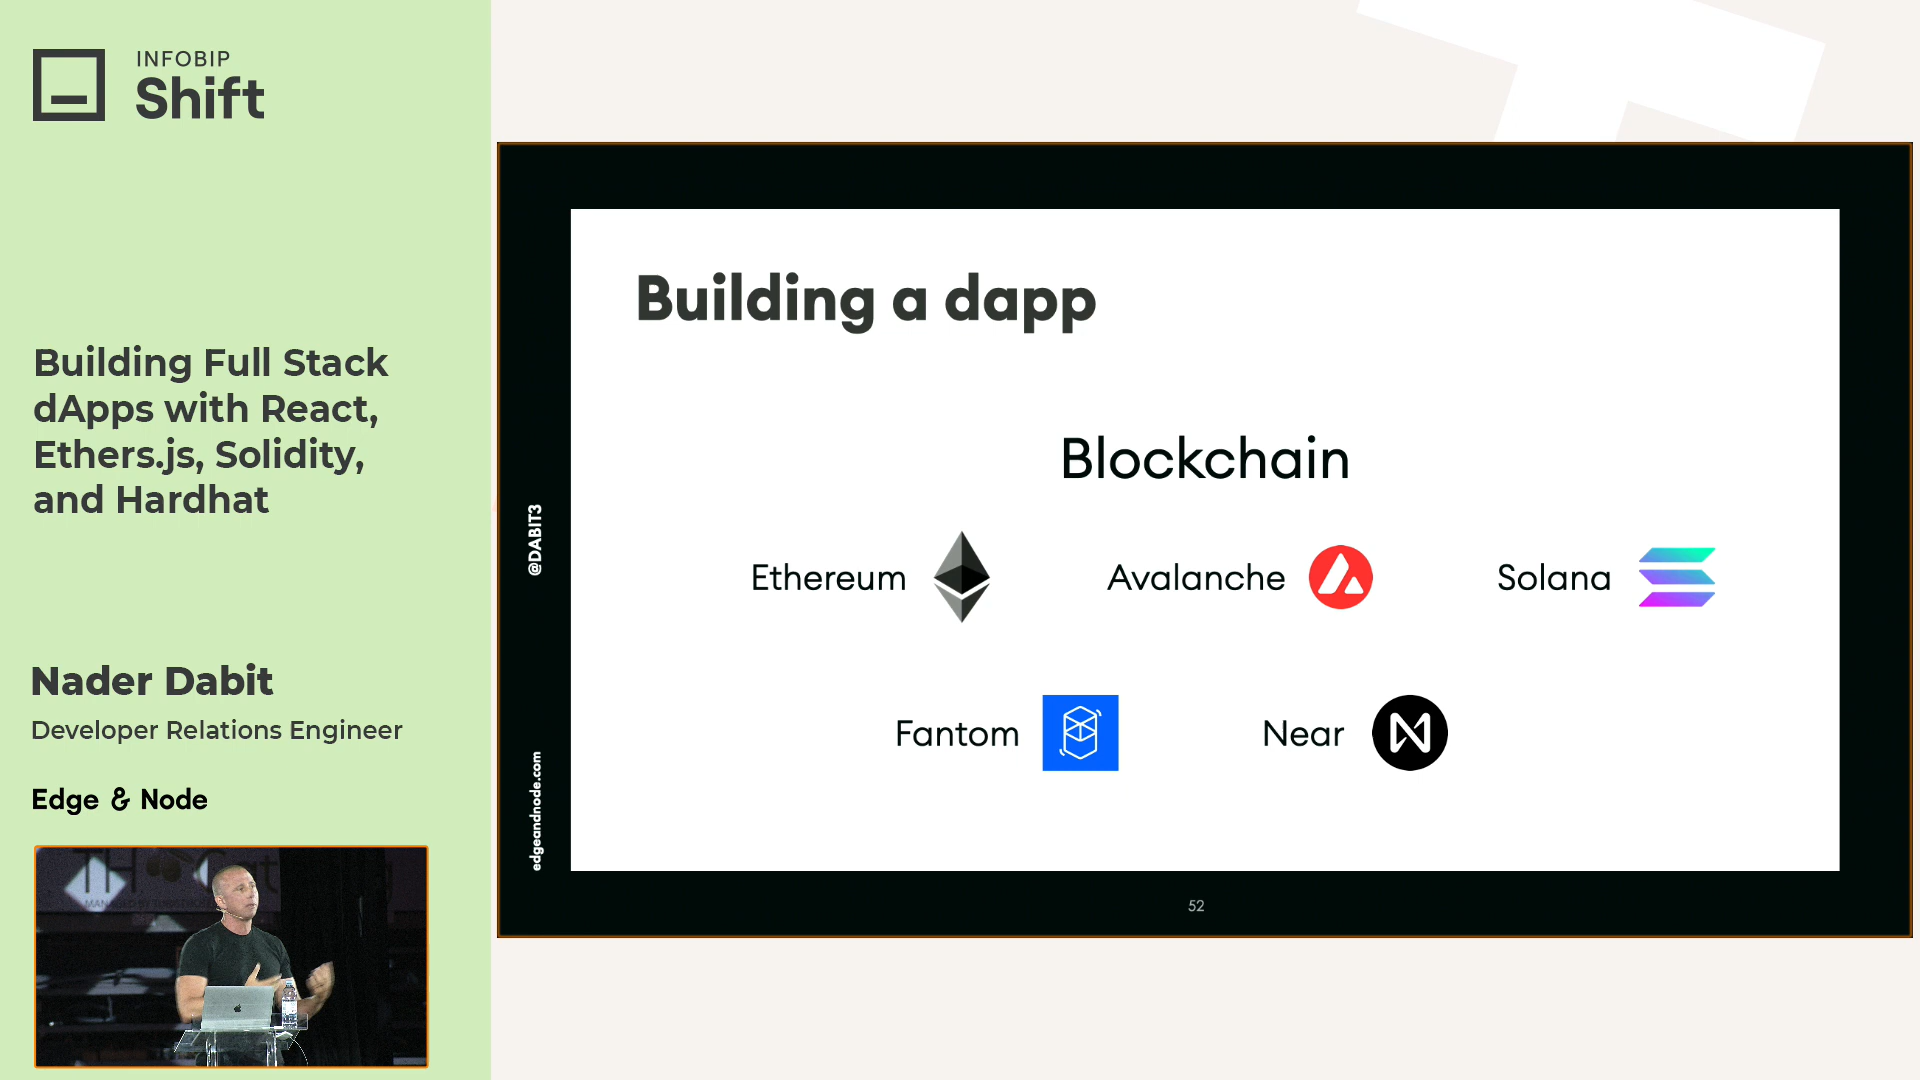 INFOBIP
Shift
Building Full Stack
dApps with React,
Ethers.js, Solidity,
and Hardhat
Nader Dabit
Developer Relations Engineer
Edge & Node
@DABIT3
edgeandnode.com
Building a dapp
Blockchain
Ethereum
Avalanche
Solana
Fantom
Near
52